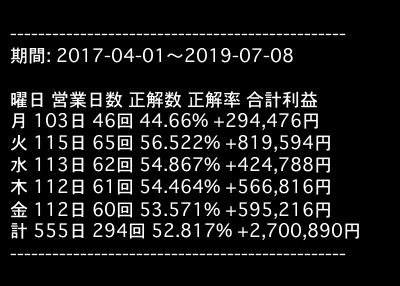 ------------------------------------------------
期間: 2017-04-01～2019-07-08
曜日 営業日数 正解数 正解率 合計利益
月 103日 46回 44.66% +294,476円
火 115日 65回 56.522% +819,594円
水 113日 62回 54.867% +424,788円
木 112日 61回 54.464% +566,816円
金 112日 60回 53.571% +595,216円
計 555日 294回 52.817% +2,700,890円
------------------------------------------------